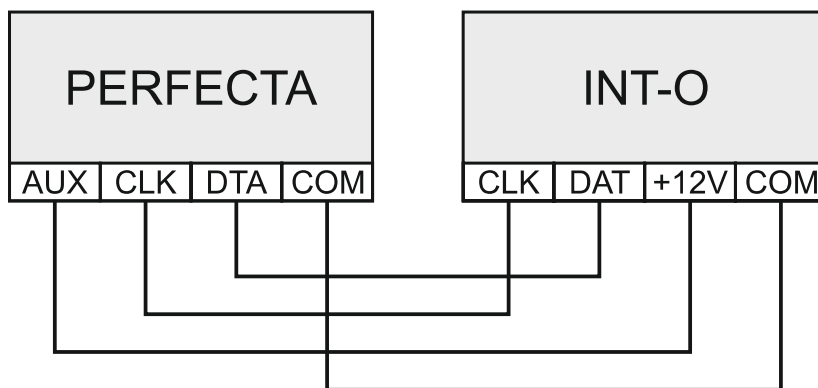 PERFECTA
INT-O
AUX CLK DTA COM
CLK DAT +12V COM